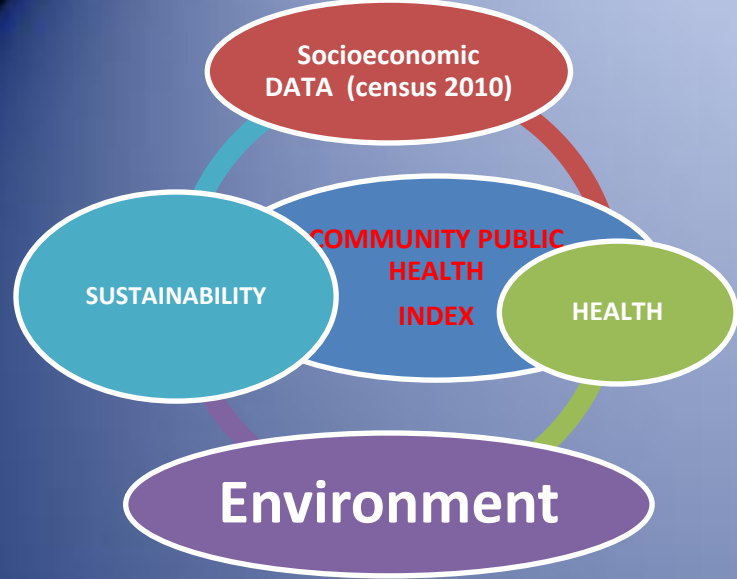 Socioeconomic
DATA (census 2010)
COMMUNITY PUBLIC
HEALTH
INDEX
SUSTAINABILITY
HEALTH
Environment